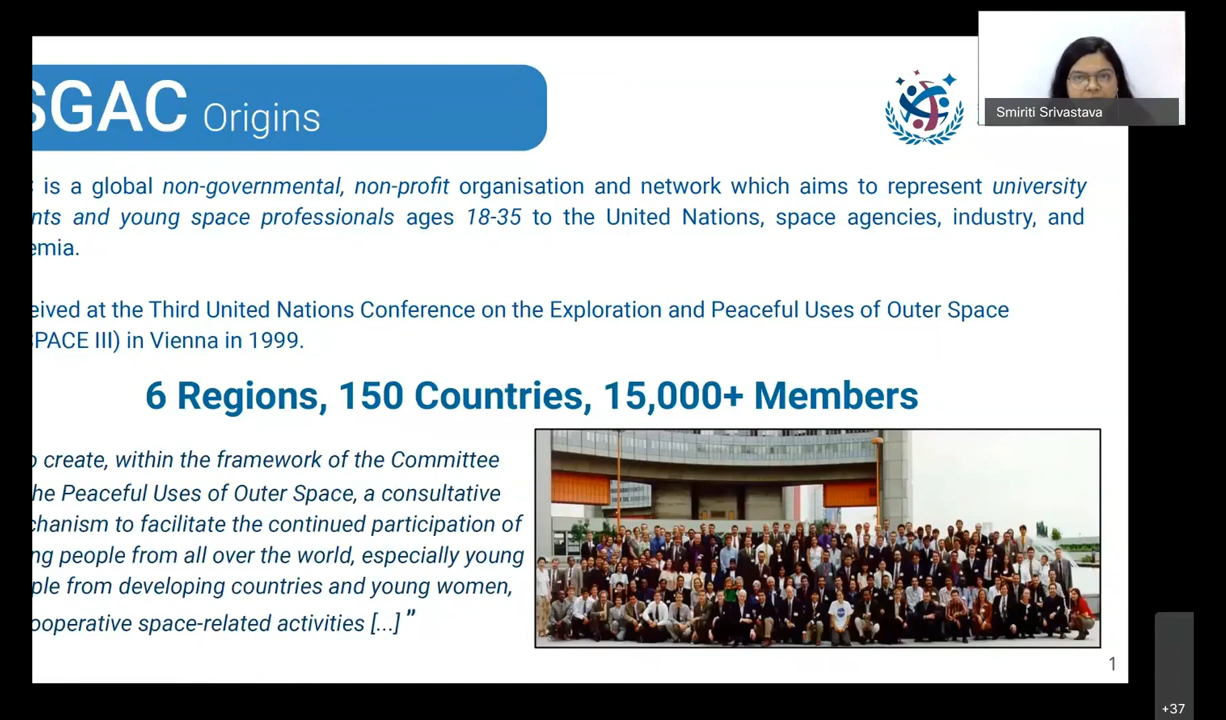 SGAC Origins
Smiriti Srivastava
is a global non-governmental, non-profit organisation and network which aims to represent university
nts and young space professionals ages 18-35 to the United Nations, space agencies, industry, and
emia.
eived at the Third United Nations Conference on the Exploration and Peaceful Uses of Outer Space
SPACE III) in Vienna in 1999.
6 Regions, 150 Countries, 15,000+ Members
o create, within the framework of the Committee
he Peaceful Uses of Outer Space, a consultative
chanism to facilitate the continued participation of
ng people from all over the world, especially young
ple from developing countries and young women,
ooperative space-related activities [...] ”
1
+37